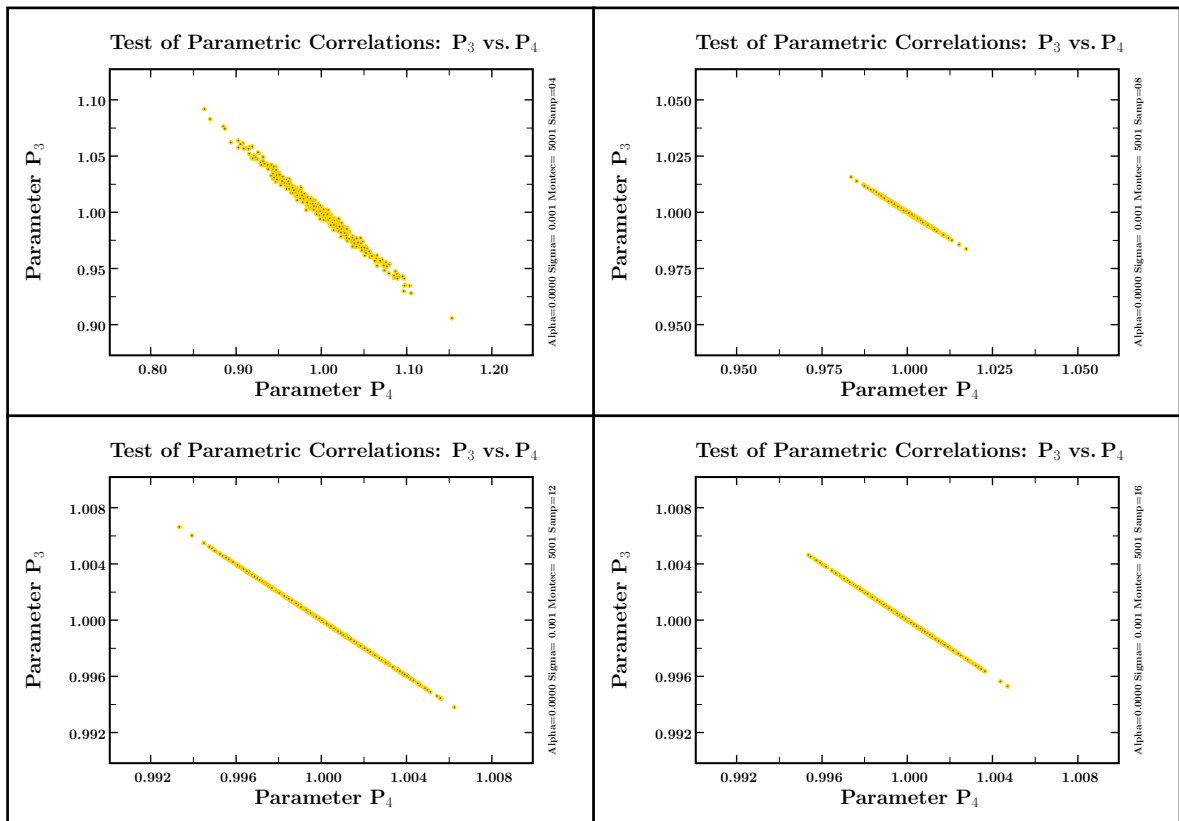 Test of Parametric Correlations: P3 vs. P4
1.10
1.05
1.00
0.95
0.90
Parameter P3
0.80 0.90 1.00 1.10 1.20
Parameter P4
Alpha=0.0000 Sigma= 0.001 Montec= 5001 Samp=04
Test of Parametric Correlations: P3 vs. P4
1.050
1.025
1.000
0.975
0.950
Parameter P3
0.950 0.975 1.000 1.025 1.050
Parameter P4
Alpha=0.0000 Sigma= 0.001 Montec= 5001 Samp=08
Test of Parametric Correlations: P3 vs. P4
1.008
1.004
1.000
0.996
0.992
Parameter P3
0.992 0.996 1.000 1.004 1.008
Parameter P4
Alpha=0.0000 Sigma= 0.001 Montec= 5001 Samp=12
Test of Parametric Correlations: P3 vs. P4
1.008
1.004
1.000
0.996
0.992
Parameter P3
0.992 0.996 1.000 1.004 1.008
Parameter P4
Alpha=0.0000 Sigma= 0.001 Montec= 5001 Samp=16